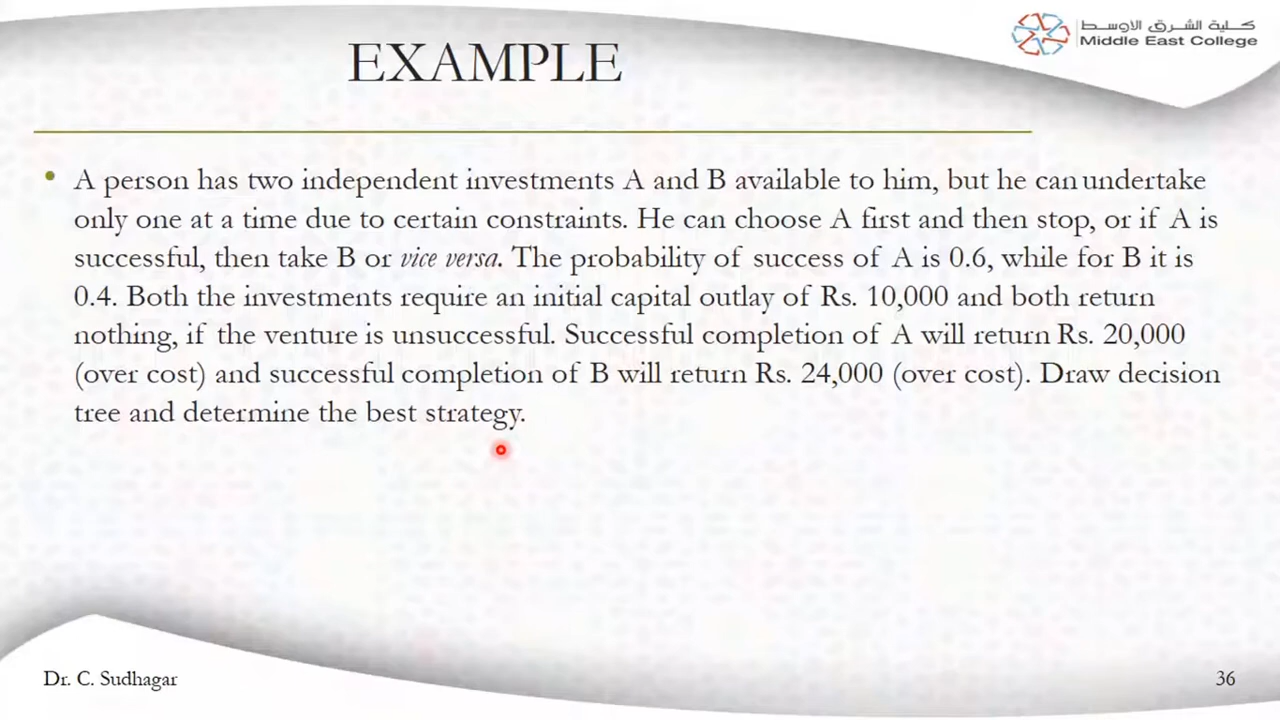 كلية الشرق الاوسط
Middle East College
EXAMPLE
• A person has two independent investments A and B available to him, but he can undertake
only one at a time due to certain constraints. He can choose A first and then stop, or if A is
successful, then take B or vice versa. The probability of success of A is 0.6, while for B it is
0.4. Both the investments require an initial capital outlay of Rs. 10,000 and both return
nothing, if the venture is unsuccessful. Successful completion of A will return Rs. 20,000
(over cost) and successful completion of B will return Rs. 24,000 (over cost). Draw decision
tree and determine the best strategy.
Dr. C. Sudhagar
36